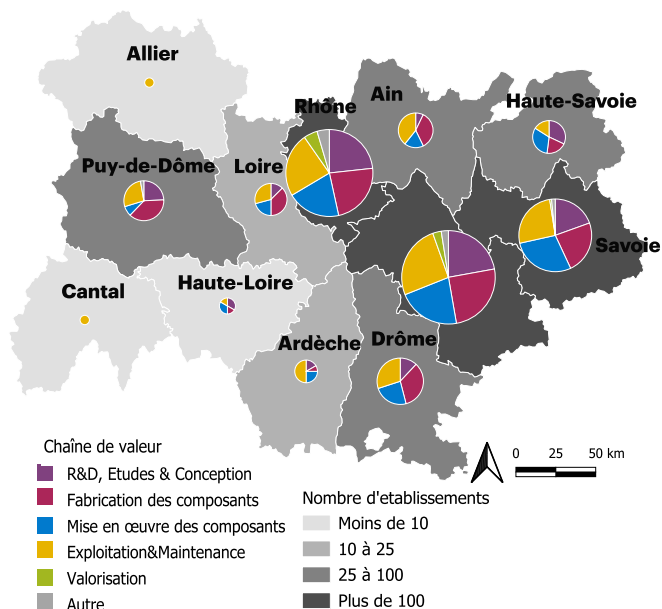 Allier
Rhône
Ain
Haute-Savoie
Puy-de-Dôme
Loire
Savoie
Cantal
Haute-Loire
Ardèche
Drôme
Chaîne de valeur
R&D, Etudes & Conception
Fabrication des composants
Mise en œuvre des composants
Exploitation&Maintenance
Valorisation
Autre
0 25 50 km
Nombre d'etablissements
Moins de 10
10 à 25
25 à 100
Plus de 100